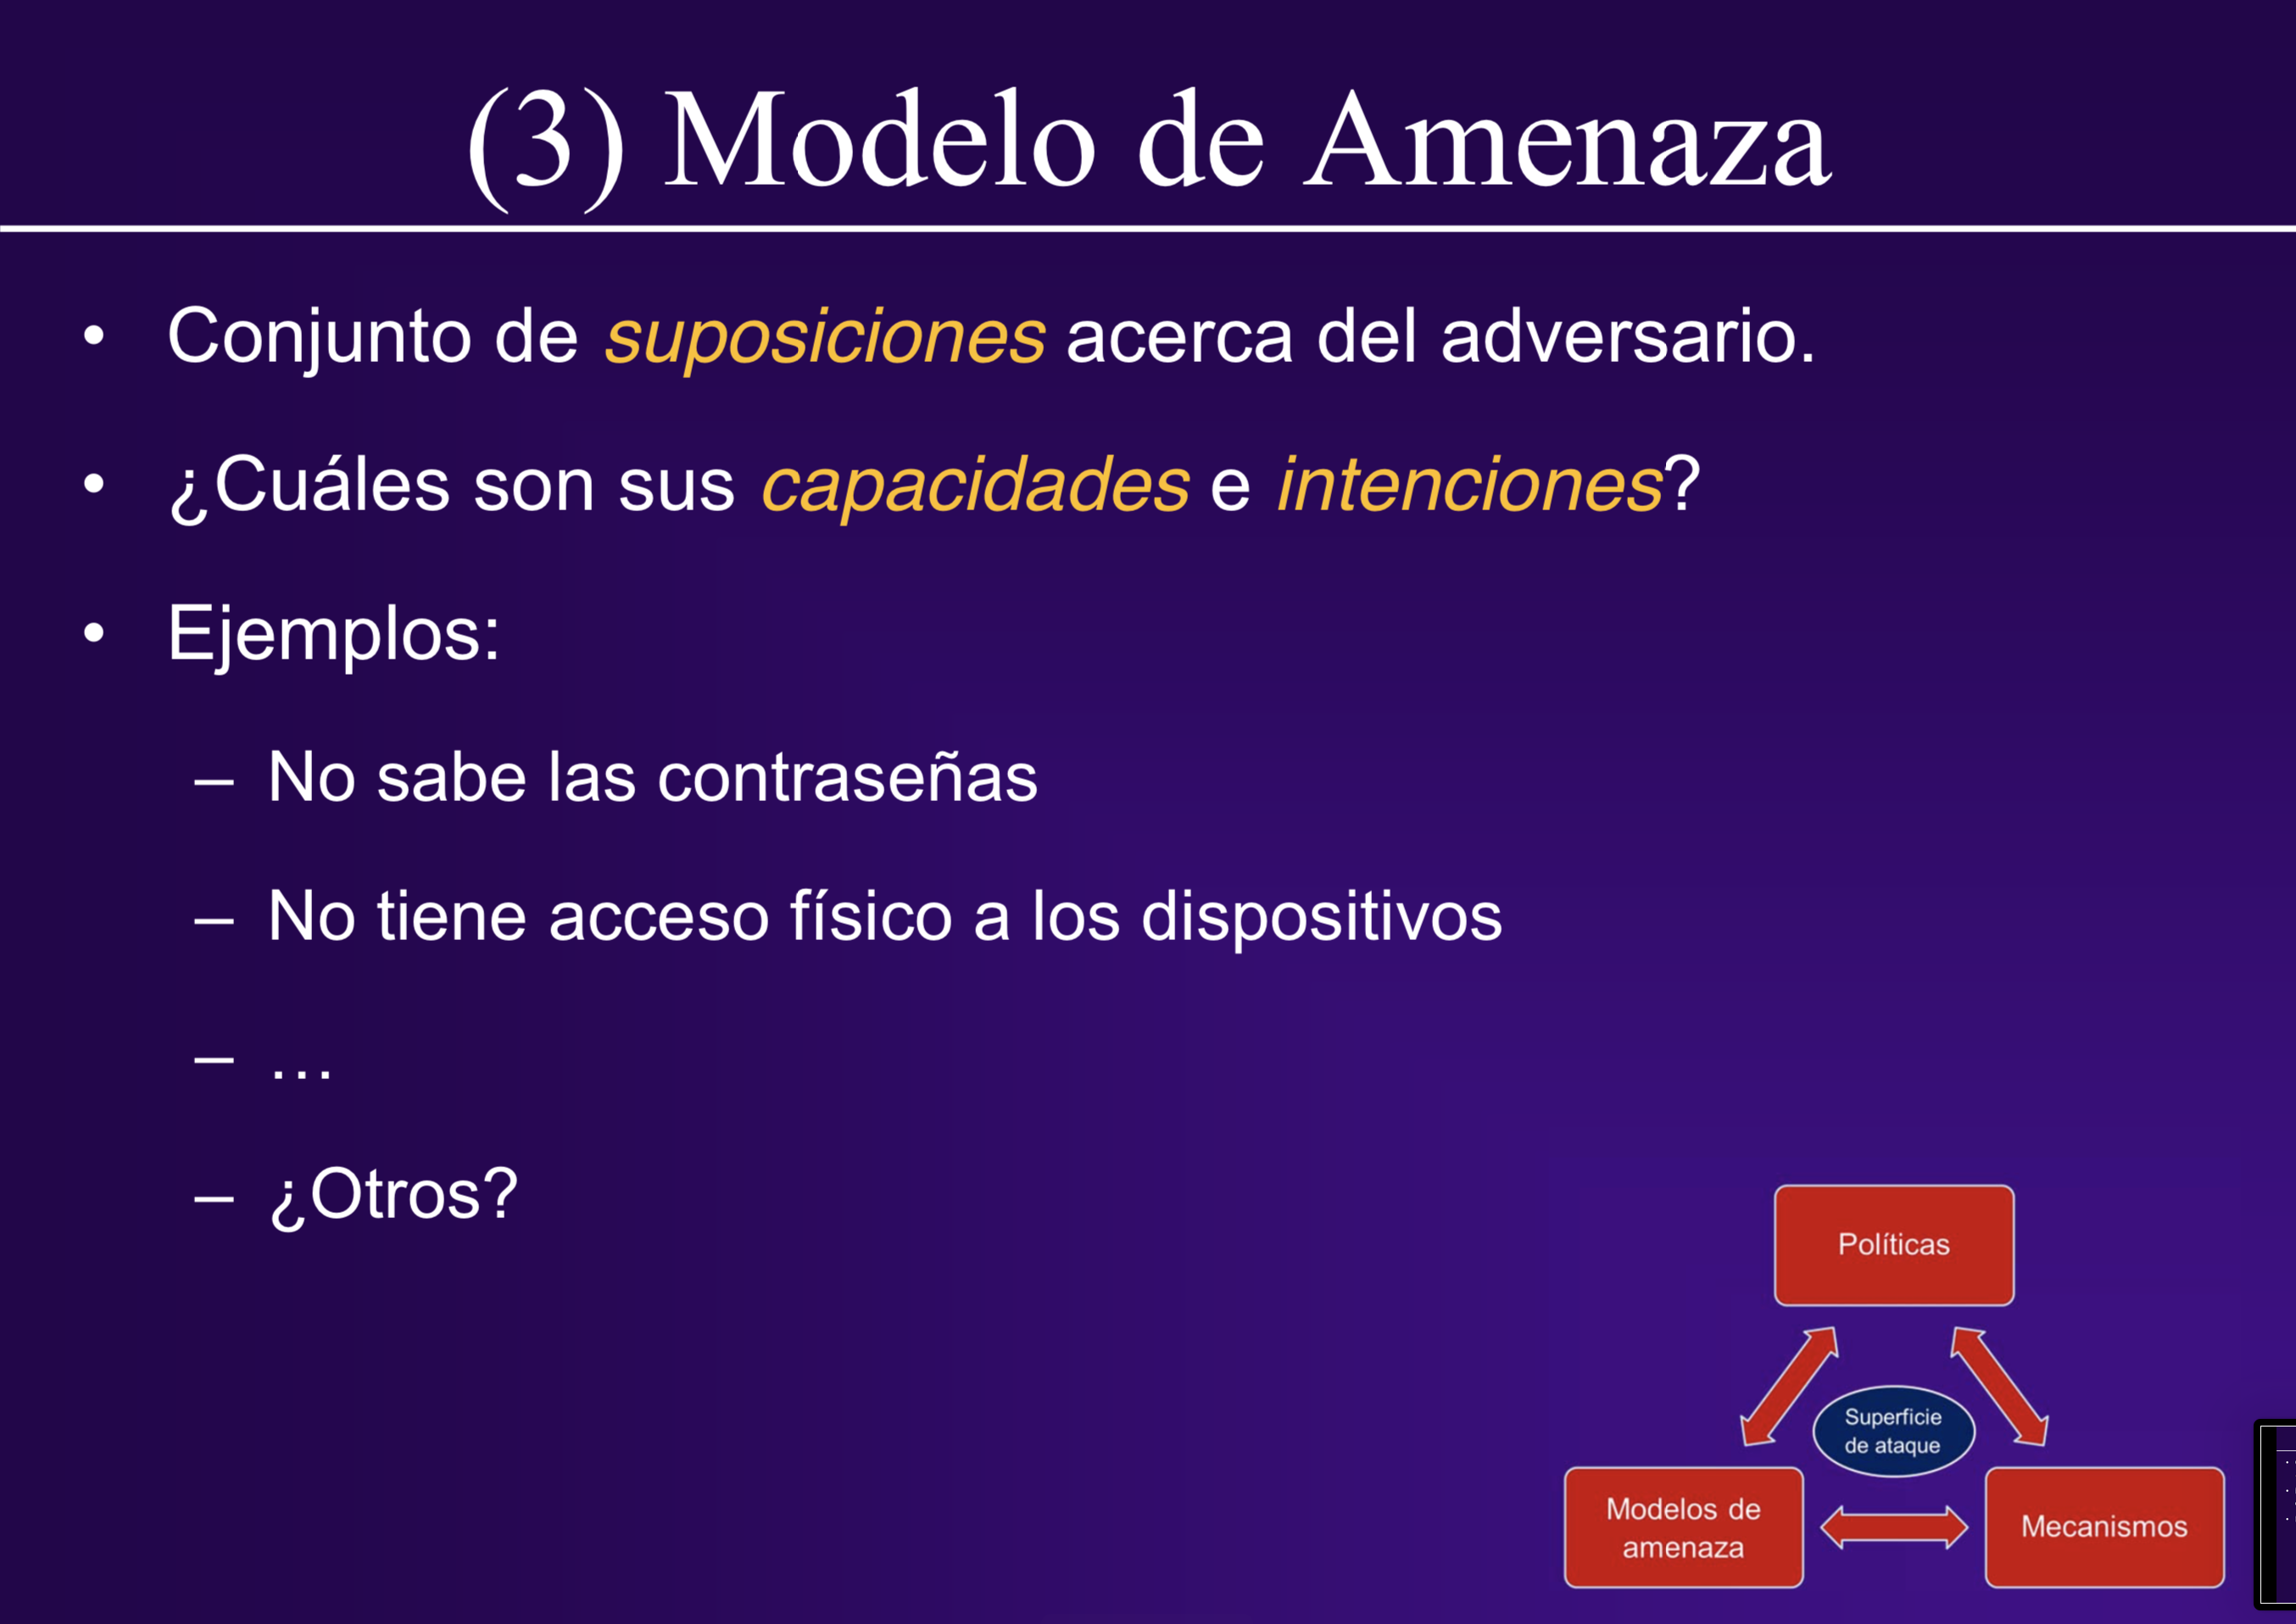 (3) Modelo de Amenaza
• Conjunto de suposiciones acerca del adversario.
• ¿Cuáles son sus capacidades e intenciones?
• Ejemplos:
– No sabe las contraseñas
– No tiene acceso físico a los dispositivos
– ...
– ¿Otros?
Políticas
Superficie
de ataque
Modelos de
amenaza
Mecanismos